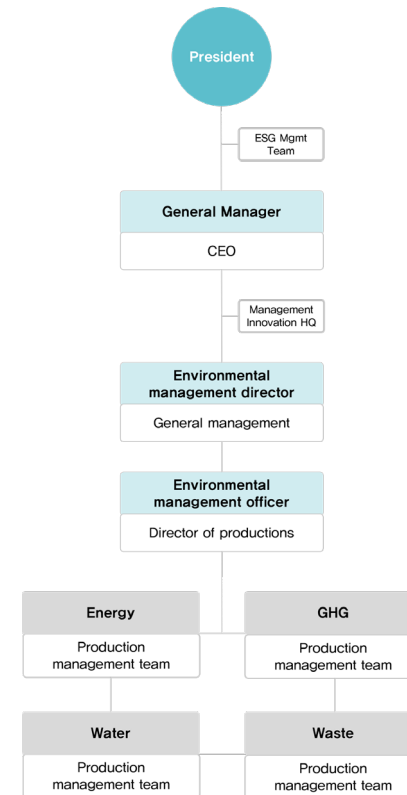 President
ESG Mgmt
Team
General Manager
CEO
Management
Innovation HQ
Environmental
management director
General management
Environmental
management officer
Director of productions
Energy
Production
management team
GHG
Production
management team
Water
Production
management team
Waste
Production
management team